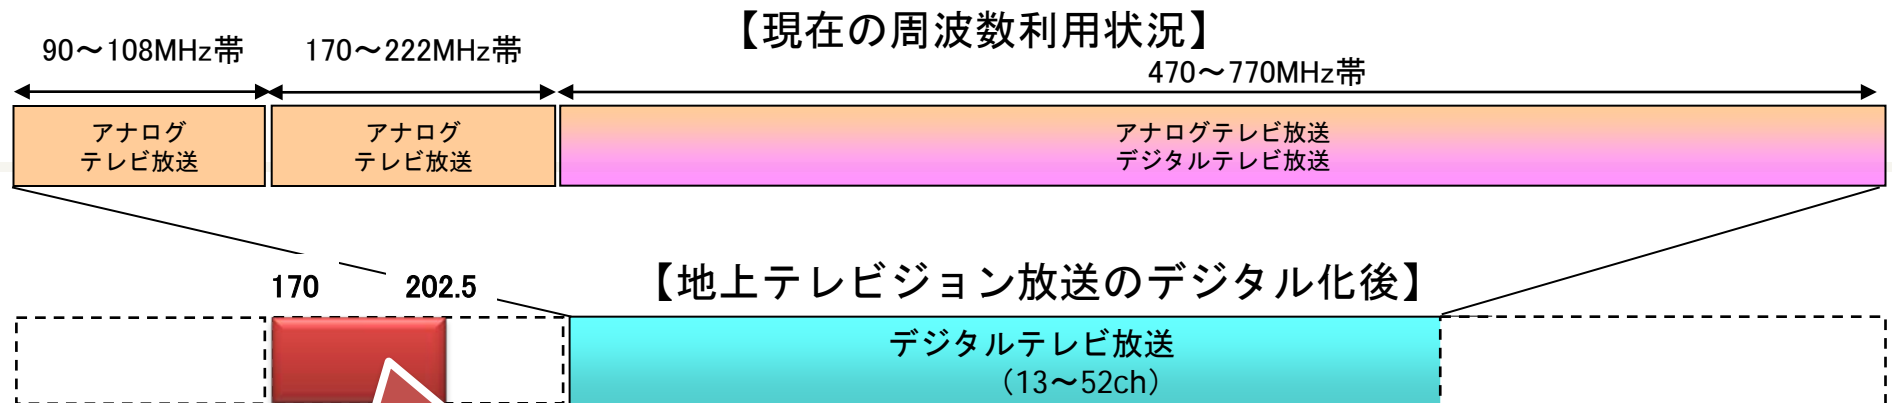 【現在の周波数利用状況】
90～108MHz帯
170～222MHz帯
470～770MHz帯
アナログ
テレビ放送
アナログ
テレビ放送
アナログテレビ放送
デジタルテレビ放送
【地上テレビジョン放送のデジタル化後】
170
202.5
デジタルテレビ放送
（13～52ch）